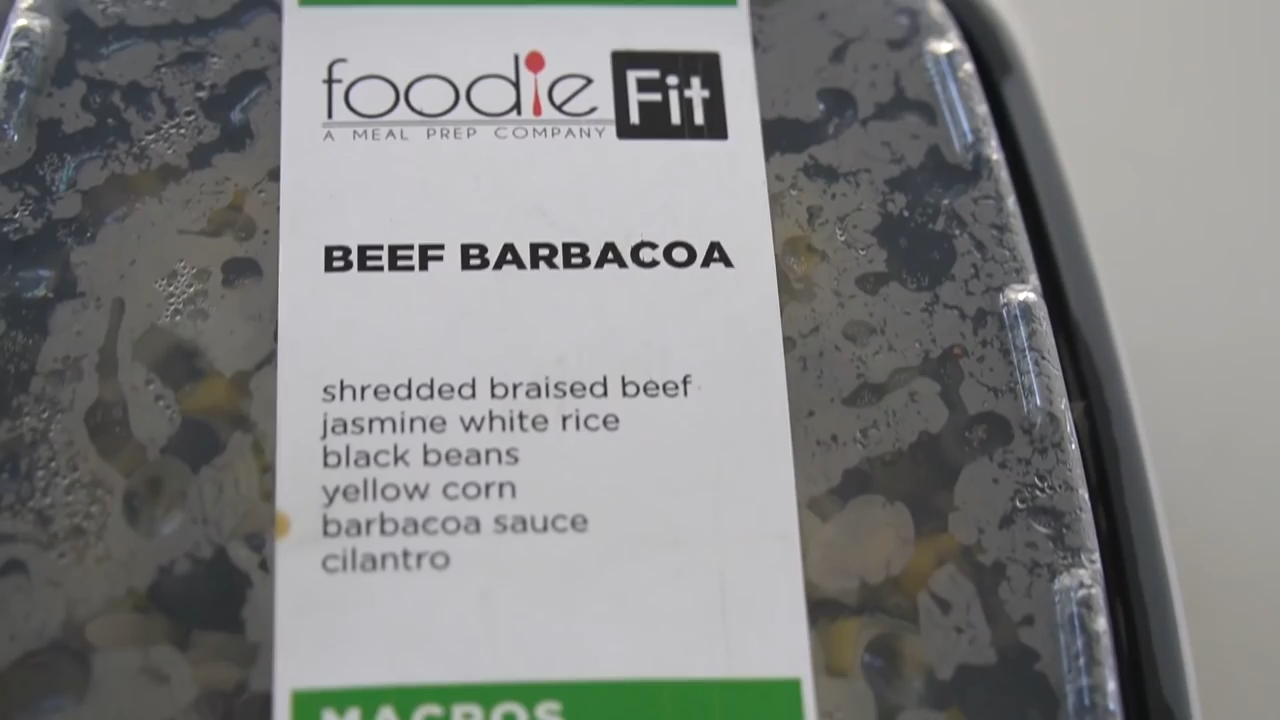 foodie Fit
A MEAL PREP COMPANY
BEEF BARBACOA
shredded braised beef
jasmine white rice
black beans
yellow corn
barbacoa sauce
cilantro
MACROS